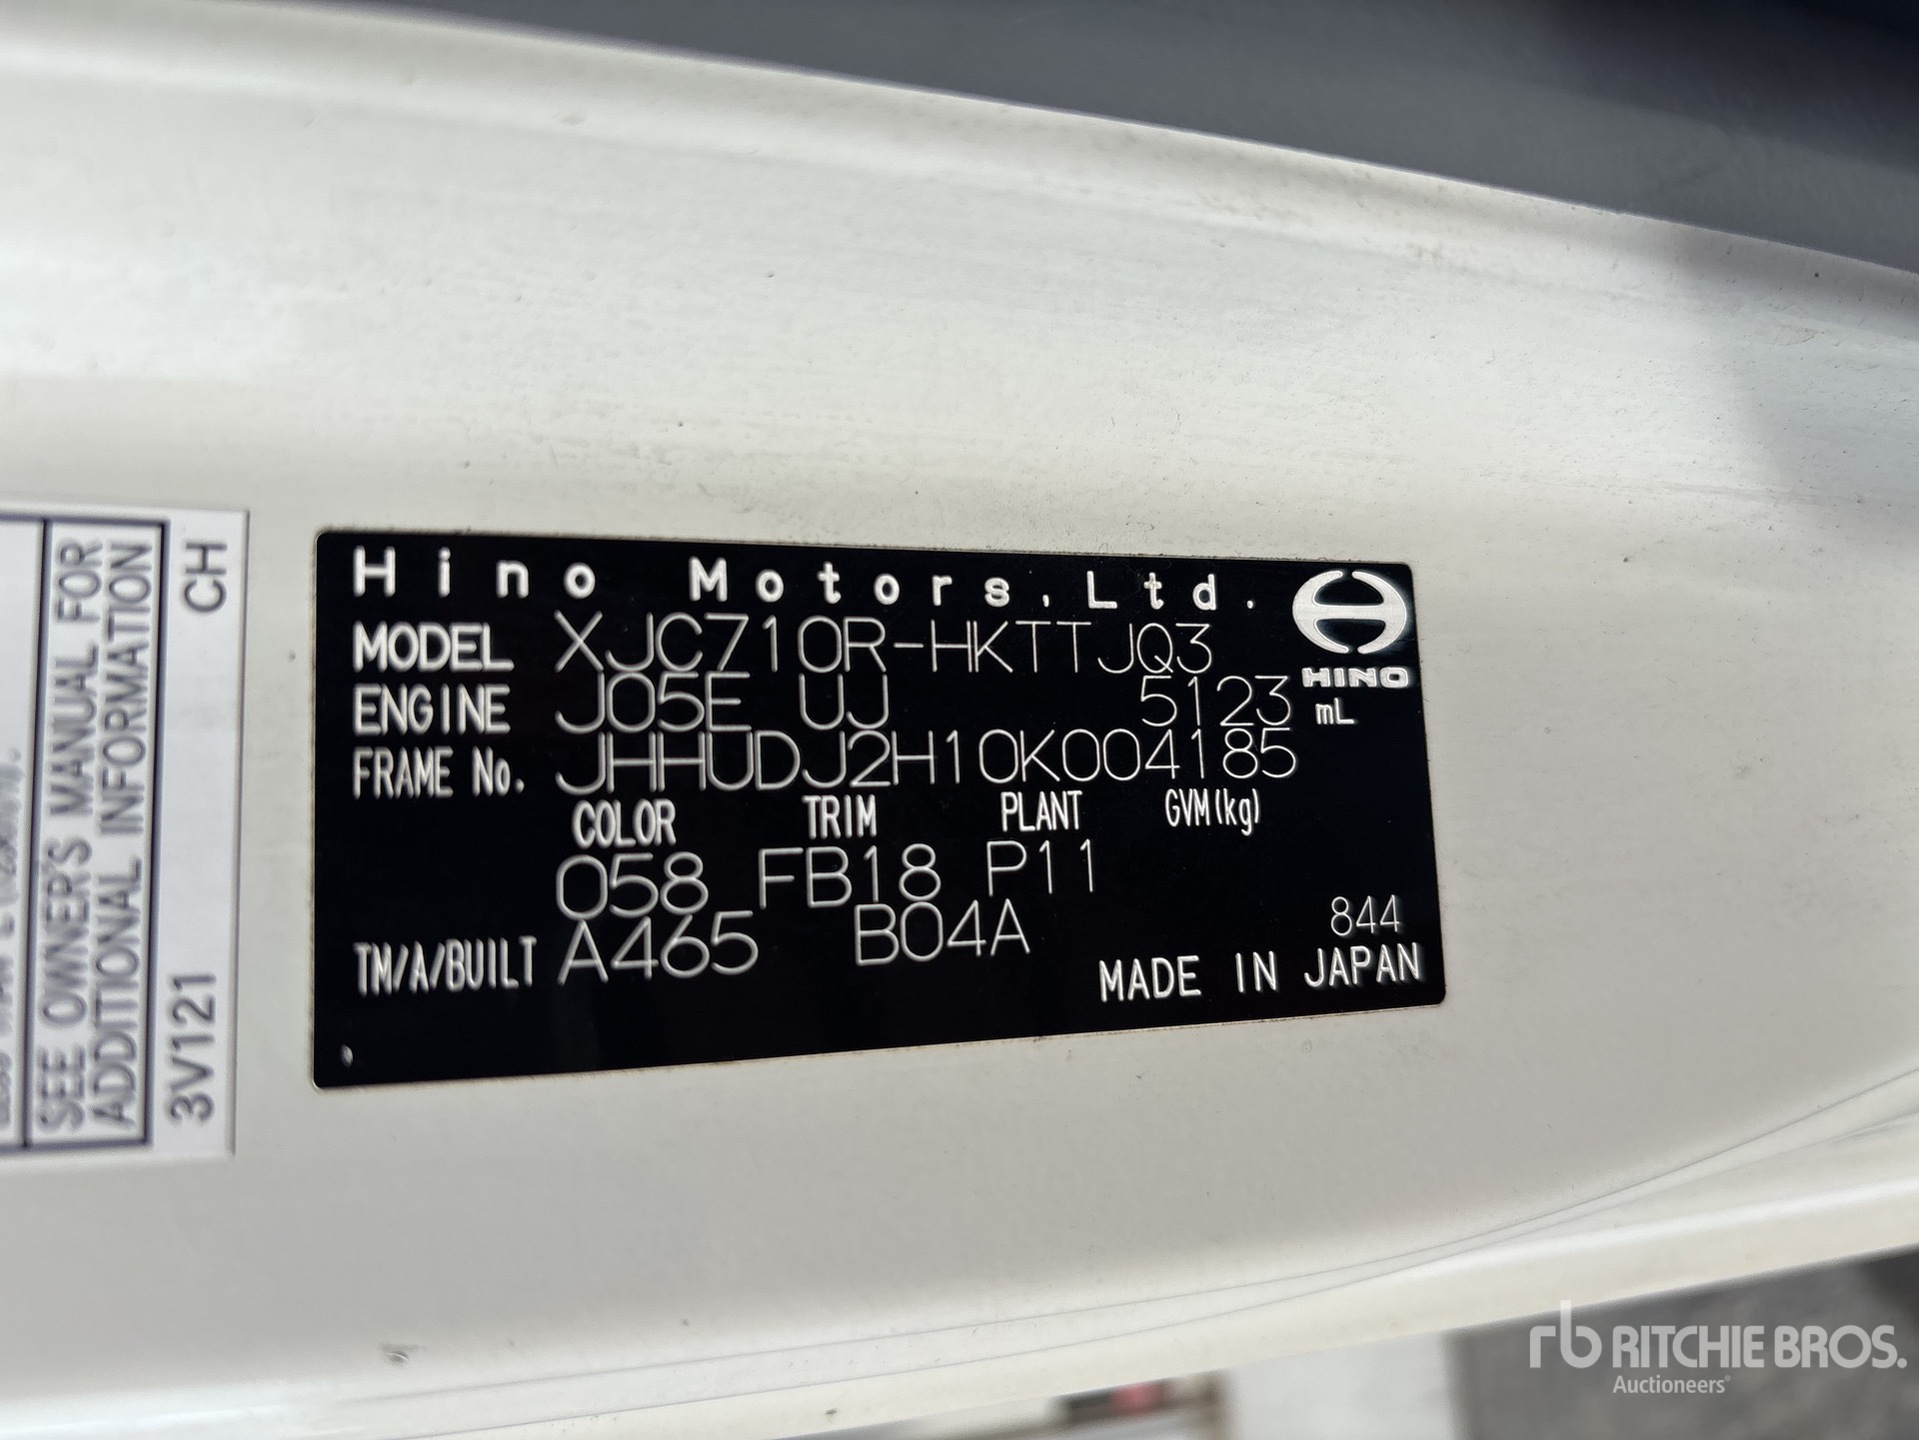 Hino Motors, Ltd.
HINO
MODEL XJC710R-HKTTJQ3
ENGINE J05E UJ 5123 mL
FRAME No. JHHUDJ2H10K004185
COLOR TRIM PLANT GVM(kg)
058 FB18 P11
TM/A/BUILT A465 B04A 844
MADE IN JAPAN
SEE OWNER'S MANUAL FOR
ADDITIONAL INFORMATION
3V121 CH
rb RITCHIE BROS.
Auctioneers